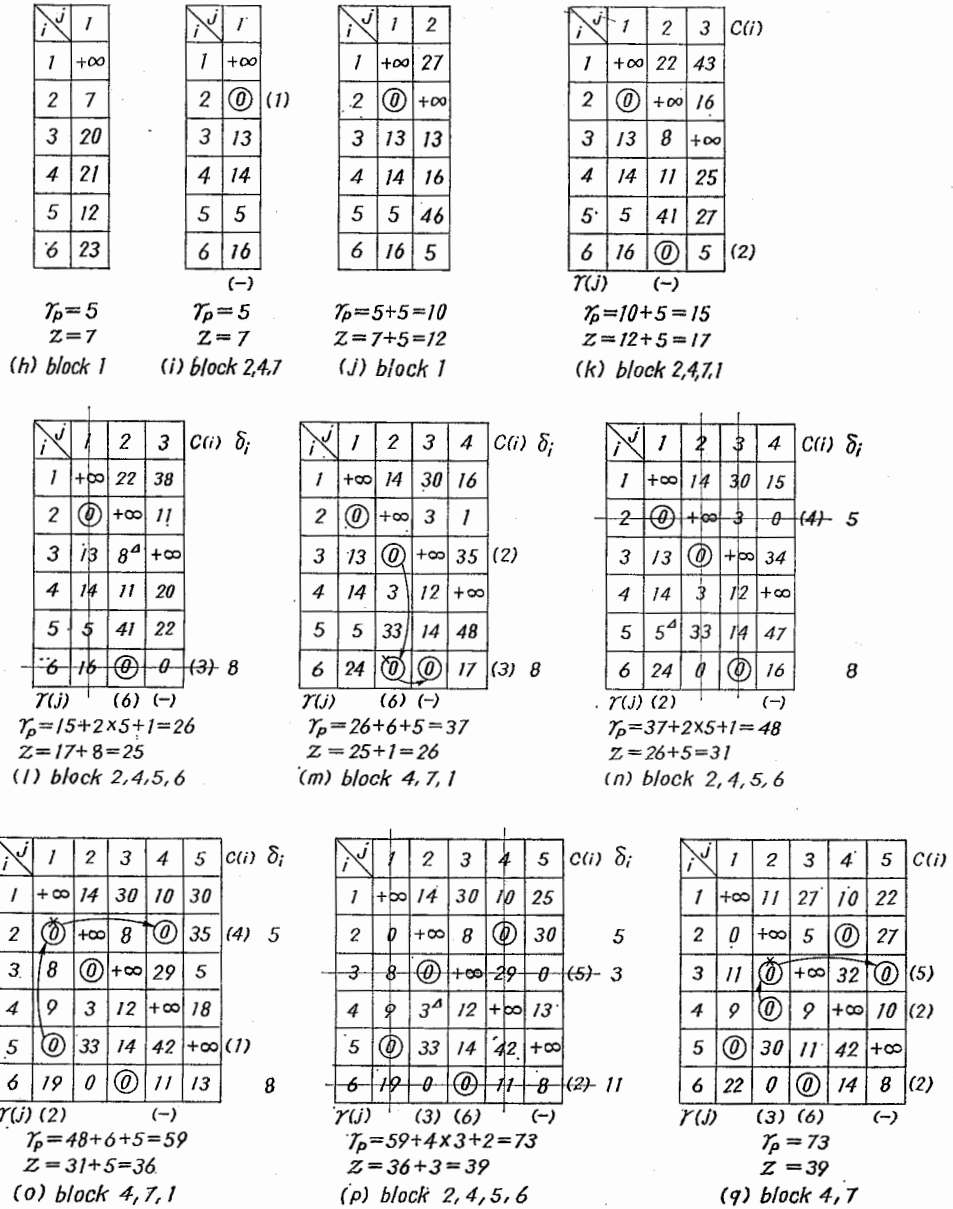 i j 1
1 +∞
2 7
3 20
4 21
5 12
6 23
γp=5
Z=7
(h) block 1
i j 1
1 +∞
2 0 (1)
3 13
4 14
5 5
6 16
(-)
γp=5
Z=7
(i) block 2,4,7
i j 1 2
1 +∞ 27
2 0 +∞
3 13 13
4 14 16
5 5 46
6 16 5
γp=5+5=10
Z=7+5=12
(j) block 1
i j 1 2 3 C(i)
1 +∞ 22 43
2 0 +∞ 16
3 13 8 +∞
4 14 11 25
5 5 41 27
6 16 0 5 (2)
γ(j) (-)
γp=10+5=15
Z=12+5=17
(k) block 2,4,7,1
i j 1 2 3 C(i) δi
1 +∞ 22 38
2 0 +∞ 11
3 13 8Δ +∞
4 14 11 20
5 5 41 22
6 16 0 0 (3) 8
γ(j) (6) (-)
γp=15+2×5+1=26
Z=17+8=25
(l) block 2,4,5,6
i j 1 2 3 4 C(i) δi
1 +∞ 14 30 16
2 0 +∞ 3 1
3 13 0 +∞ 35 (2)
4 14 3 12 +∞
5 5 33 14 48
6 24 0 0 17 (3) 8
γ(j) (6) (-)
γp=26+6+5=37
Z=25+1=26
(m) block 4,7,1
i j 1 2 3 4 C(i) δi
1 +∞ 14 30 15
2 0 +∞ 3 0 (4) 5
3 13 0 +∞ 34
4 14 3 12 +∞
5 5Δ 33 14 47
6 24 0 0 16 8
γ(j) (2) (-)
γp=37+2×5+1=48
Z=26+5=31
(n) block 2,4,5,6
i j 1 2 3 4 5 C(i) δi
1 +∞ 14 30 10 30
2 0 +∞ 8 0 35 (4) 5
3 8 0 +∞ 29 5
4 9 3 12 +∞ 18
5 0 33 14 42 +∞ (1)
6 19 0 0 11 13 8
γ(j) (2) (-)
γp=48+6+5=59
Z=31+5=36
(o) block 4,7,1
i j 1 2 3 4 5 C(i) δi
1 +∞ 14 30 10 25
2 0 +∞ 8 0 30 5
3 8 0 +∞ 29 0 (5) 3
4 9 3Δ 12 +∞ 13
5 0 33 14 42 +∞
6 19 0 0 11 8 (2) 11
γ(j) (3) (6) (-)
γp=59+4×3+2=73
Z=36+3=39
(p) block 2,4,5,6
i j 1 2 3 4 5 C(i)
1 +∞ 11 27 10 22
2 0 +∞ 5 0 27
3 11 0 +∞ 32 0 (5)
4 9 0 9 +∞ 10 (2)
5 0 30 11 42 +∞
6 22 0 0 14 8 (2)
γ(j) (3) (6) (-)
γp=73
Z=39
(q) block 4,7